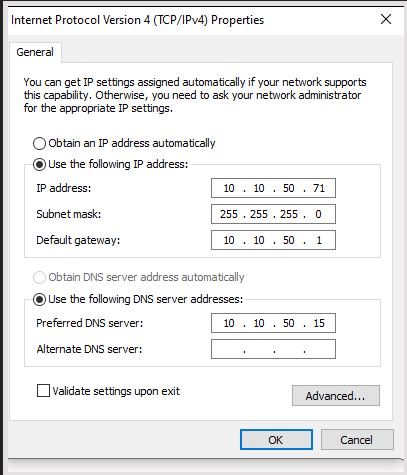 Internet Protocol Version 4 (TCP/IPv4) Properties
General
You can get IP settings assigned automatically if your network supports
this capability. Otherwise, you need to ask your network administrator
for the appropriate IP settings.
Obtain an IP address automatically
Use the following IP address:
IP address: 10 . 10 . 50 . 71
Subnet mask: 255 . 255 . 255 . 0
Default gateway: 10 . 10 . 50 . 1
Obtain DNS server address automatically
Use the following DNS server addresses:
Preferred DNS server: 10 . 10 . 50 . 15
Alternate DNS server: . . .
Validate settings upon exit
Advanced...
OK Cancel